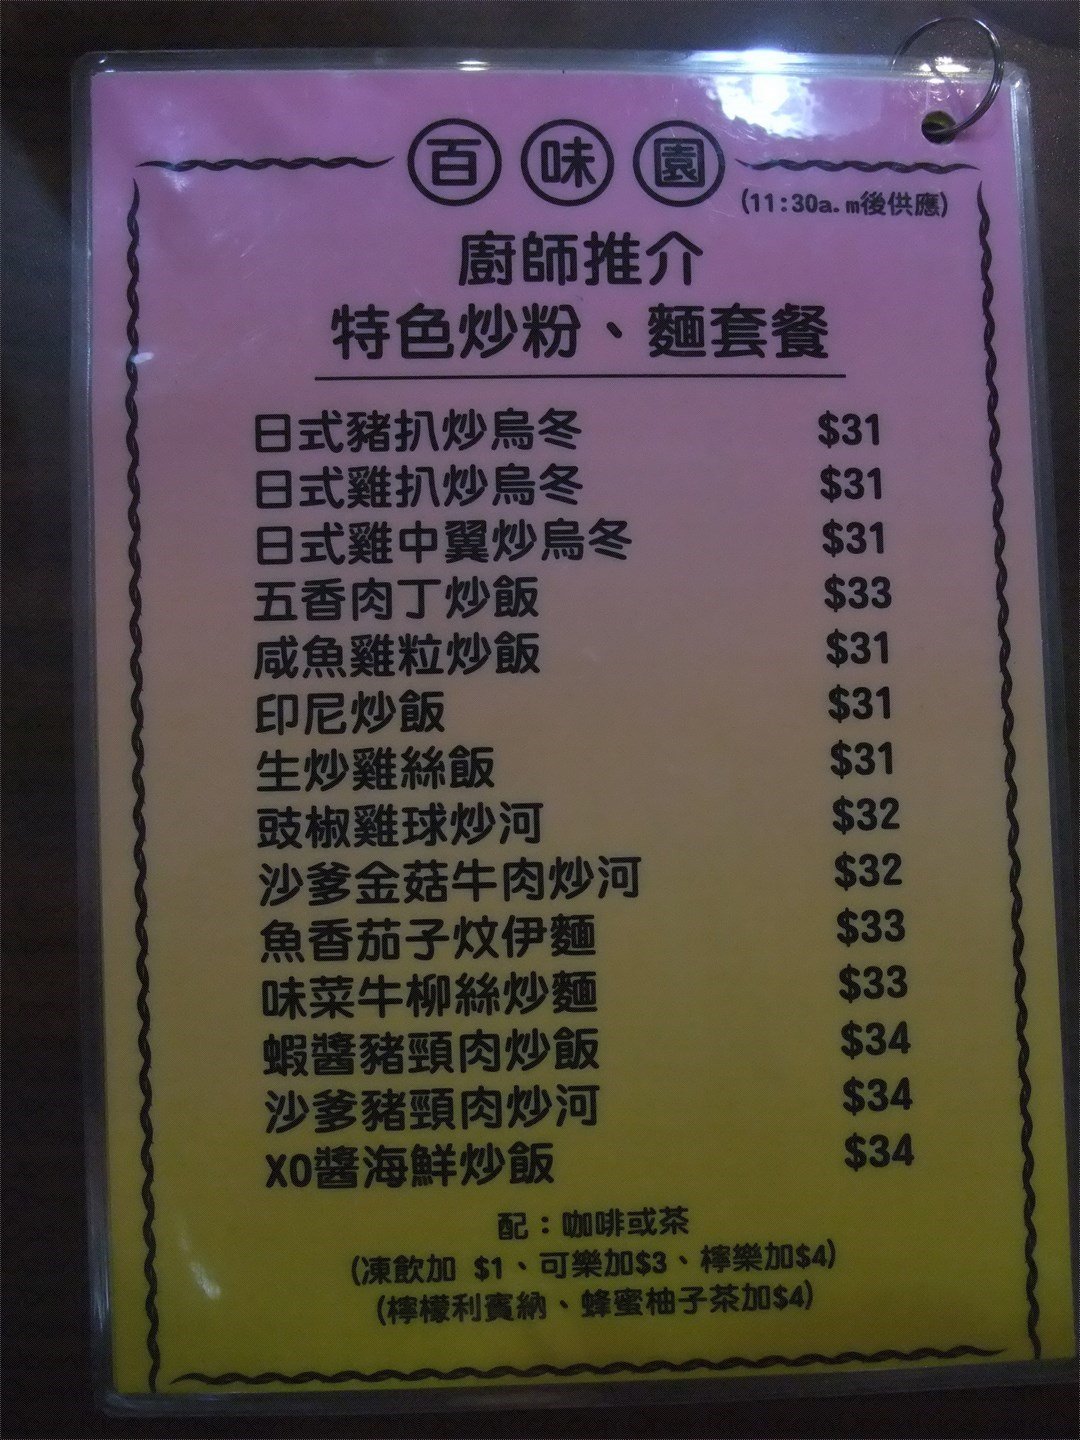 百味園
(11:30a.m後供應)
廚師推介
特色炒粉、麵套餐
日式豬扒炒烏冬 $31
日式雞扒炒烏冬 $31
日式雞中翼炒烏冬 $31
五香肉丁炒飯 $33
咸魚雞粒炒飯 $31
印尼炒飯 $31
生炒雞絲飯 $31
豉椒雞球炒河 $32
沙爹金菇牛肉炒河 $32
魚香茄子炆伊麵 $33
味菜牛柳絲炒麵 $33
蝦醬豬頸肉炒飯 $34
沙爹豬頸肉炒河 $34
XO醬海鮮炒飯 $34
配：咖啡或茶
(凍飲加 $1、可樂加$3、檸樂加$4)
(檸檬利賓納、蜂蜜柚子茶加$4)